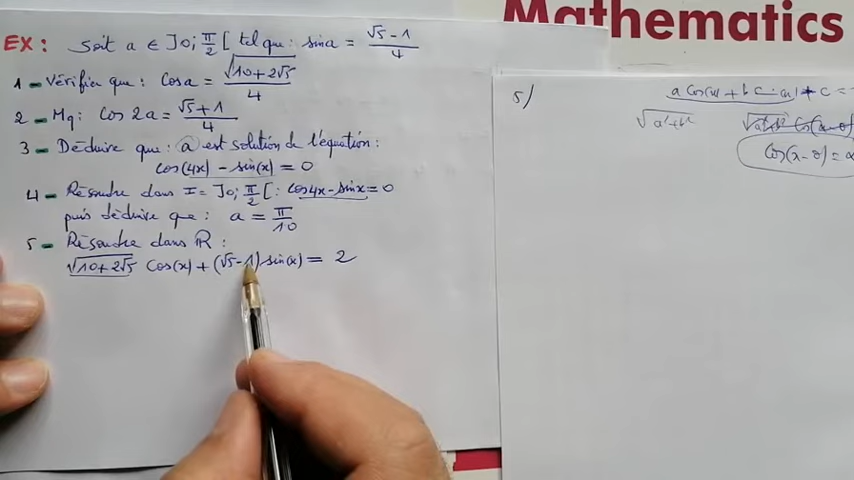 Mathematics
EX : Soit a ∈ ]0; π/2[ tel que : sin a = (√5 - 1)/4
1 - Vérifier que : cos a = √(10+2√5)/4
2 - Mq : cos 2a = (√5 + 1)/4
3 - Déduire que : a est solution de l'équation :
cos(4x) - sin(x) = 0
4 - Résoudre dans I = ]0; π/2[ : cos 4x - sin x = 0
puis déduire que : a = π/10
5 - Résoudre dans ℝ :
√(10+2√5) cos(x) + (√5 - 1) sin(x) = 2
5/
√(a²+b²)